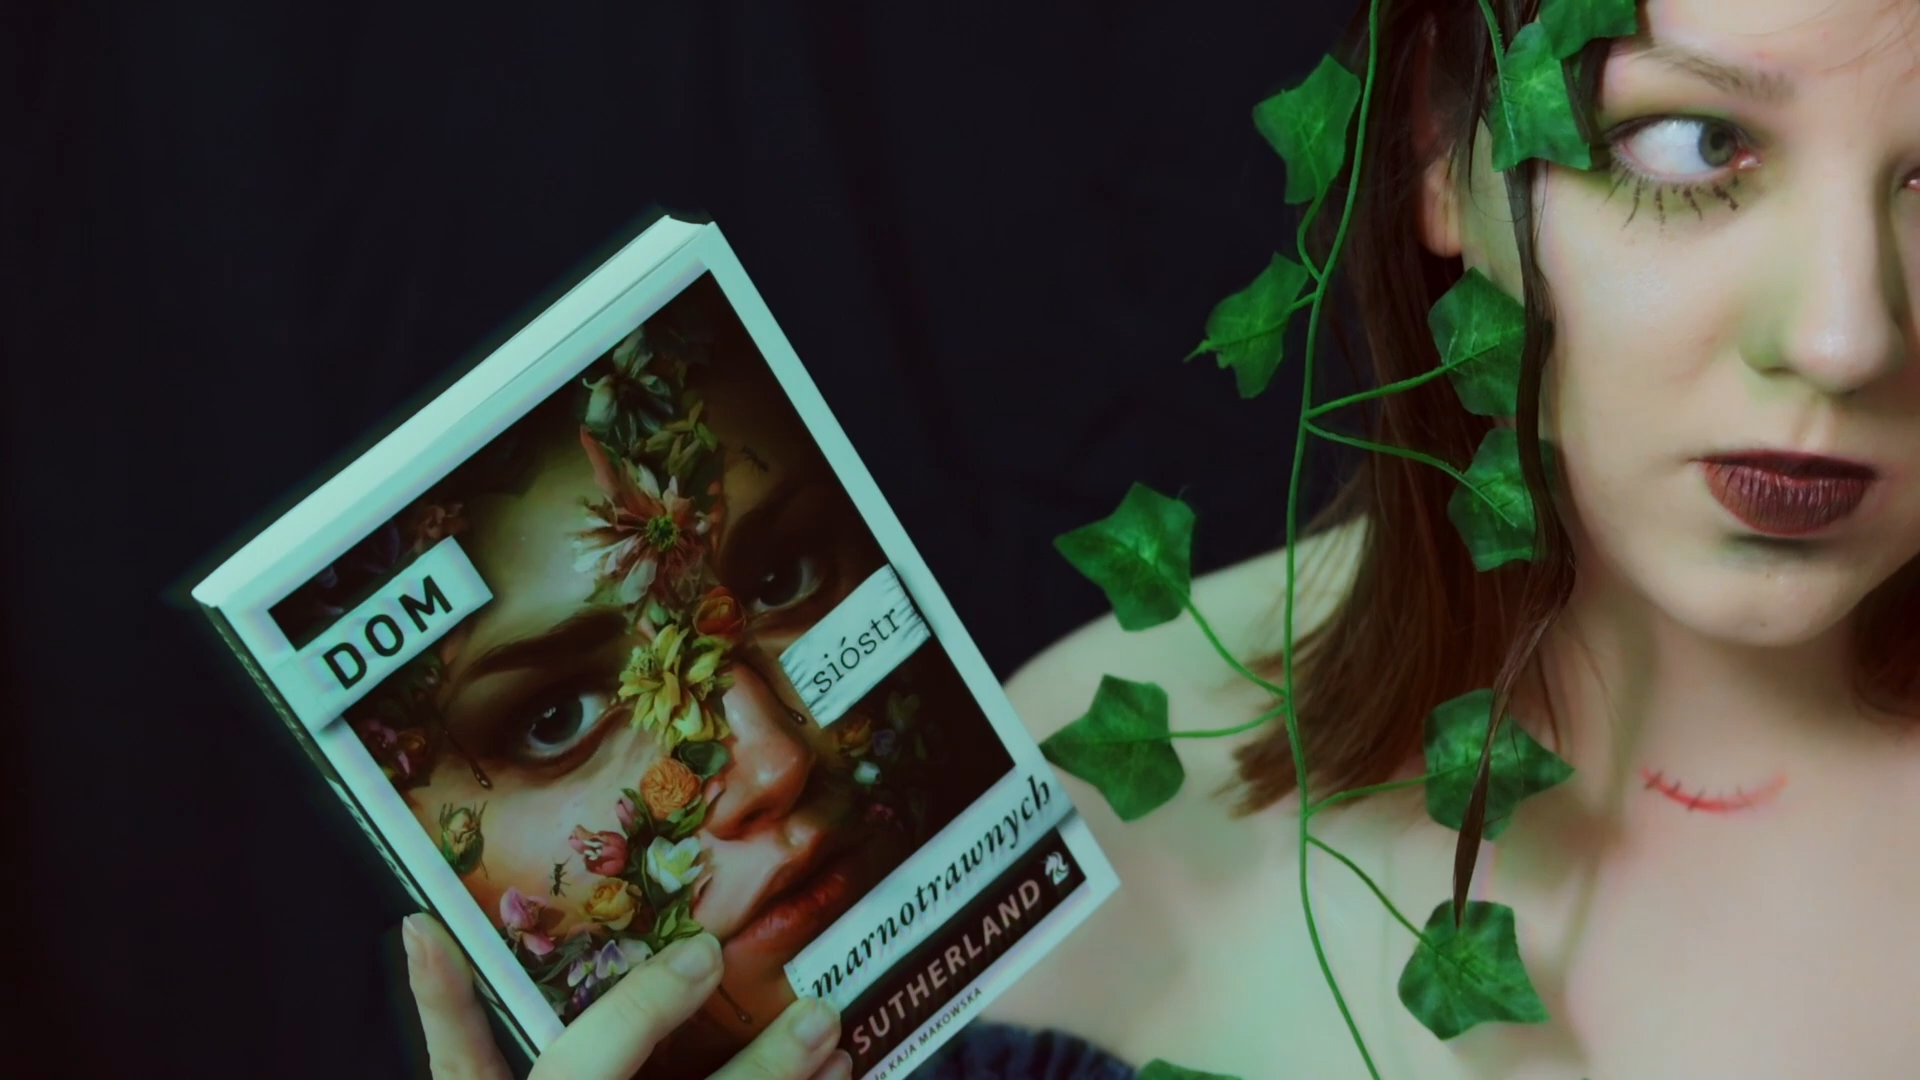 DOM
sióstr
marnotrawnych
SUTHERLAND
KAJA MAKOWSKA